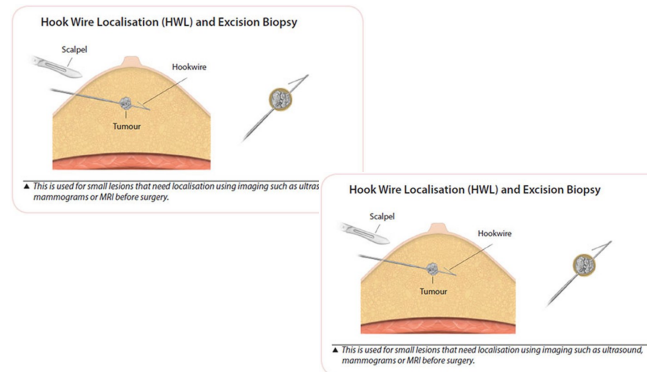 Hook Wire Localisation (HWL) and Excision Biopsy
Scalpel
Hookwire
Tumour
▲ This is used for small lesions that need localisation using imaging such as
mammograms or MRI before surgery.
Hook Wire Localisation (HWL) and Excision Biopsy
Scalpel
Hookwire
Tumour
▲ This is used for small lesions that need localisation using imaging such as ultrasound,
mammograms or MRI before surgery.